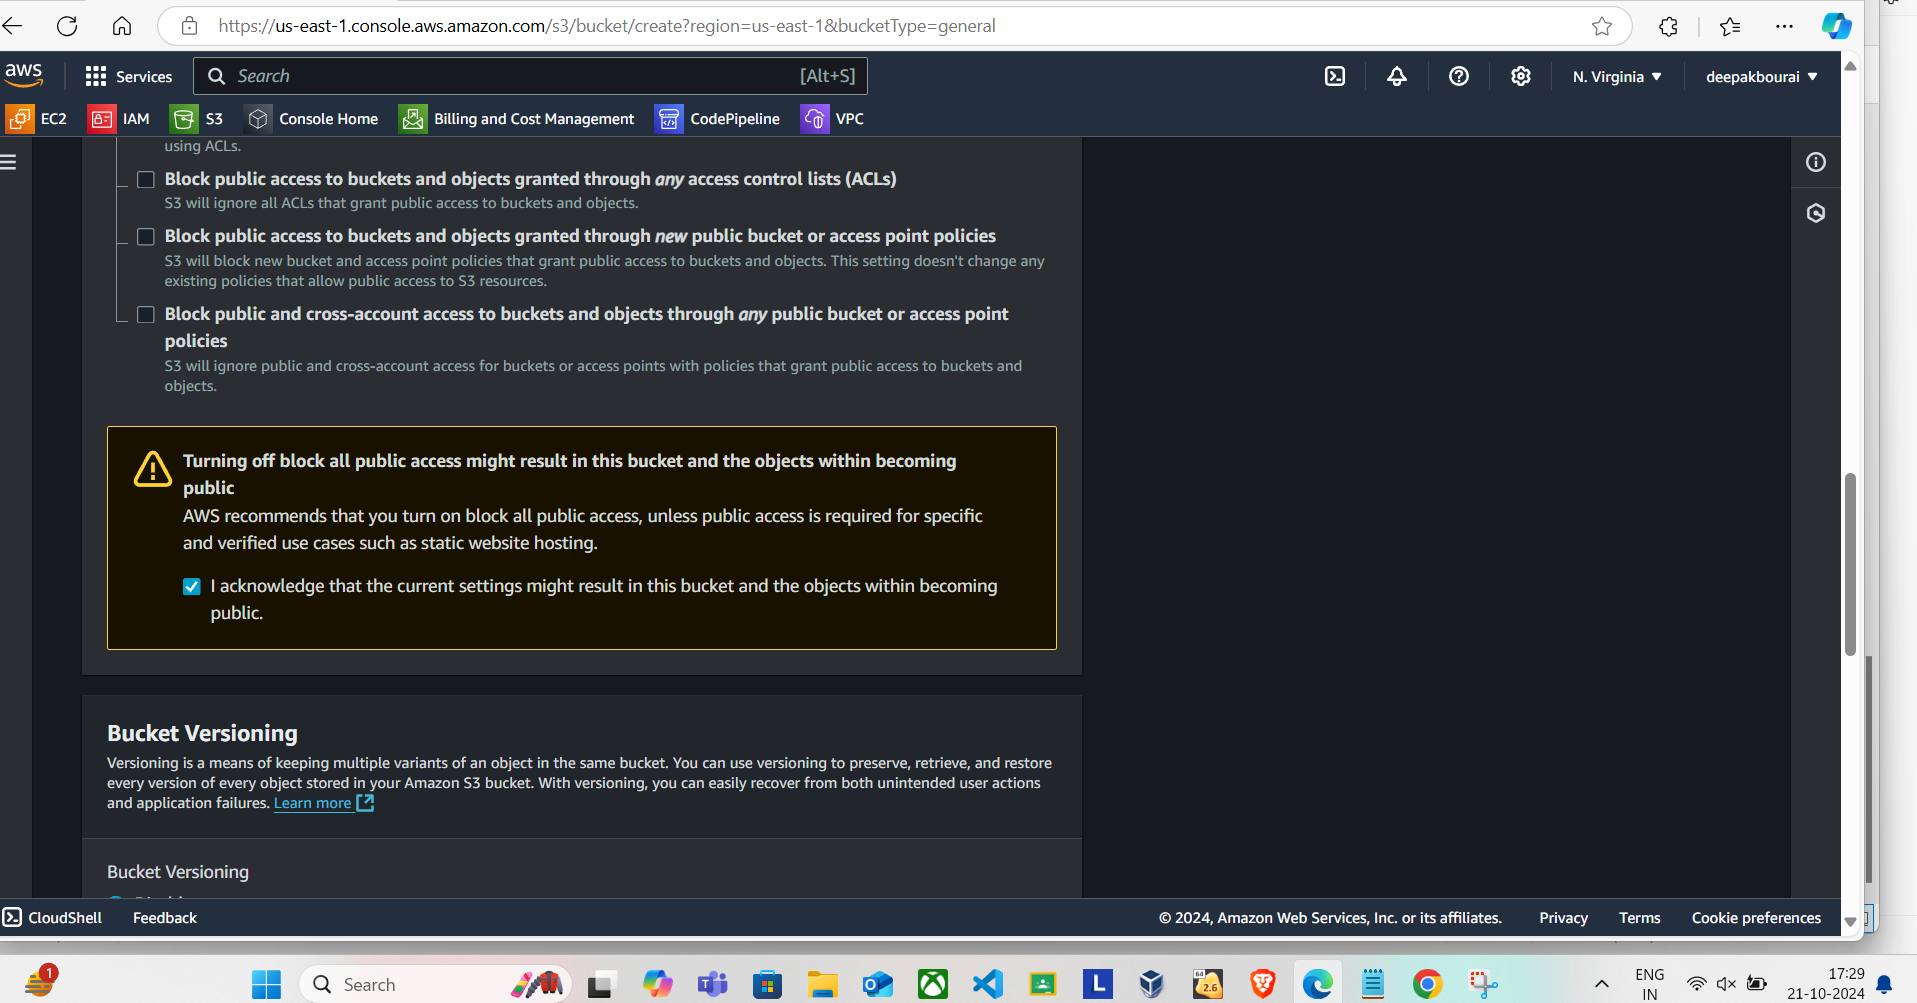 https://us-east-1.console.aws.amazon.com/s3/bucket/create?region=us-east-1&bucketType=general
aws
Services
Search
[Alt+S]
N. Virginia
deepakbourai
EC2
IAM
S3
Console Home
Billing and Cost Management
CodePipeline
VPC
using ACLs.
Block public access to buckets and objects granted through any access control lists (ACLs)
S3 will ignore all ACLs that grant public access to buckets and objects.
Block public access to buckets and objects granted through new public bucket or access point policies
S3 will block new bucket and access point policies that grant public access to buckets and objects. This setting doesn't change any
existing policies that allow public access to S3 resources.
Block public and cross-account access to buckets and objects through any public bucket or access point
policies
S3 will ignore public and cross-account access for buckets or access points with policies that grant public access to buckets and
objects.
Turning off block all public access might result in this bucket and the objects within becoming
public
AWS recommends that you turn on block all public access, unless public access is required for specific
and verified use cases such as static website hosting.
I acknowledge that the current settings might result in this bucket and the objects within becoming
public.
Bucket Versioning
Versioning is a means of keeping multiple variants of an object in the same bucket. You can use versioning to preserve, retrieve, and restore
every version of every object stored in your Amazon S3 bucket. With versioning, you can easily recover from both unintended user actions
and application failures. Learn more
Bucket Versioning
CloudShell
Feedback
© 2024, Amazon Web Services, Inc. or its affiliates.
Privacy
Terms
Cookie preferences
1
Search
L
64
2.6
ENG
IN
17:29
21-10-2024